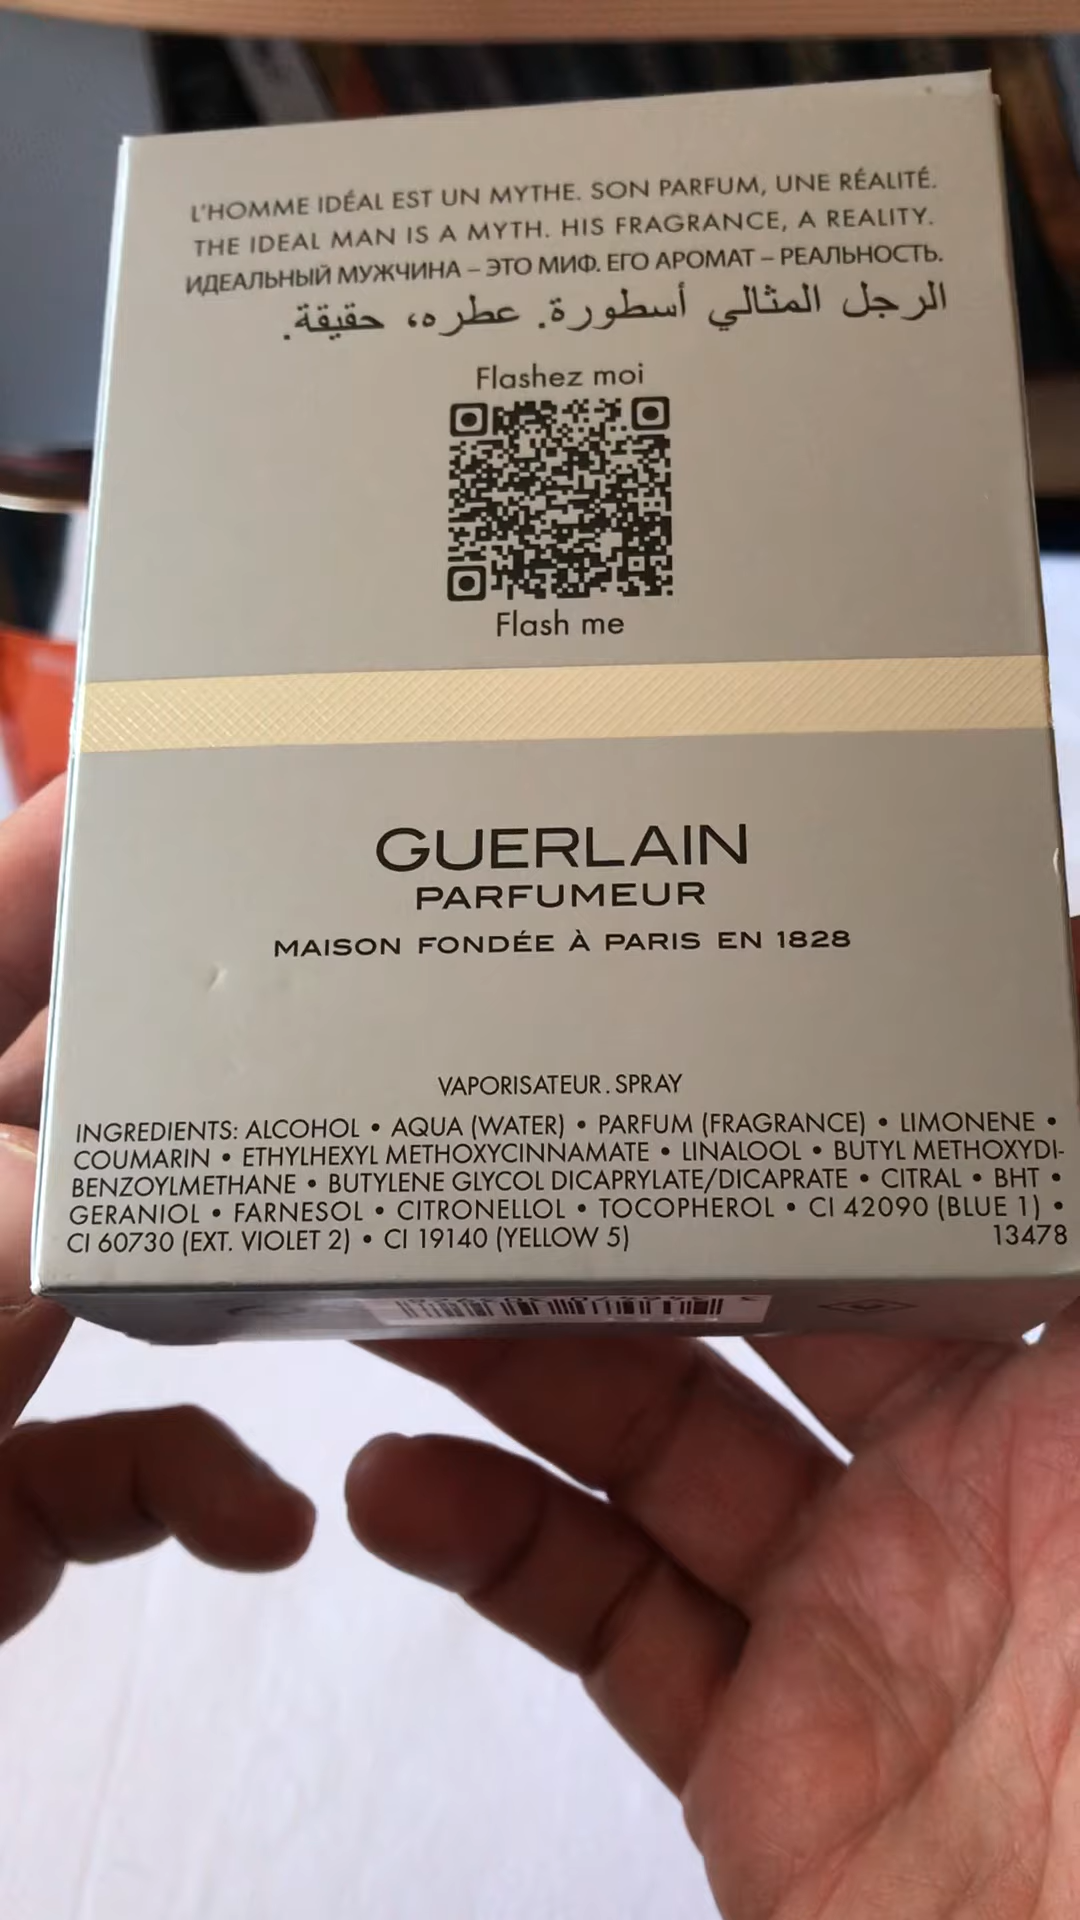 L'HOMME IDÉAL EST UN MYTHE. SON PARFUM, UNE RÉALITÉ.
THE IDEAL MAN IS A MYTH. HIS FRAGRANCE, A REALITY.
ИДЕАЛЬНЫЙ МУЖЧИНА – ЭТО МИФ. ЕГО АРОМАТ – РЕАЛЬНОСТЬ.
الرجل المثالي أسطورة. عطره، حقيقة.
Flashez moi
Flash me
GUERLAIN
PARFUMEUR
MAISON FONDÉE À PARIS EN 1828
VAPORISATEUR. SPRAY
INGREDIENTS: ALCOHOL • AQUA (WATER) • PARFUM (FRAGRANCE) • LIMONENE •
COUMARIN • ETHYLHEXYL METHOXYCINNAMATE • LINALOOL • BUTYL METHOXYDI-
BENZOYLMETHANE • BUTYLENE GLYCOL DICAPRYLATE/DICAPRATE • CITRAL • BHT •
GERANIOL • FARNESOL • CITRONELLOL • TOCOPHEROL • CI 42090 (BLUE 1) •
CI 60730 (EXT. VIOLET 2) • CI 19140 (YELLOW 5) 13478